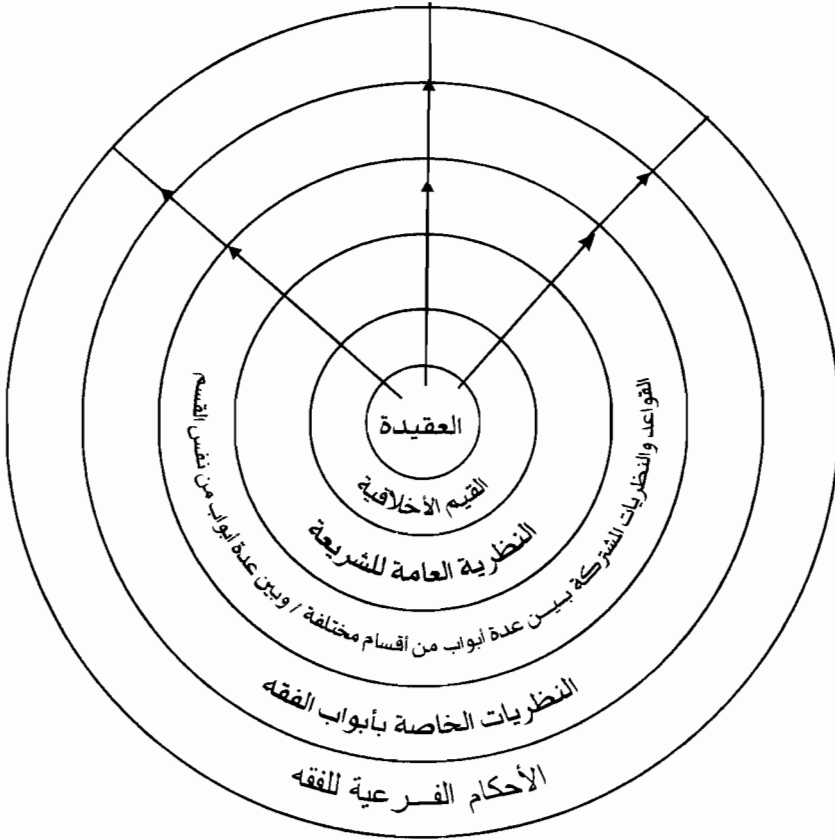 العقيدة
القيم الأخلاقية
النظرية العامة للشريعة
القواعد والنظريات المشتركة بين عدة أبواب من أقسام مختلفة / وبين عدة أبواب من نفس القسم
النظريات الخاصة بأبواب الفقه
الأحكام الفرعية للفقه